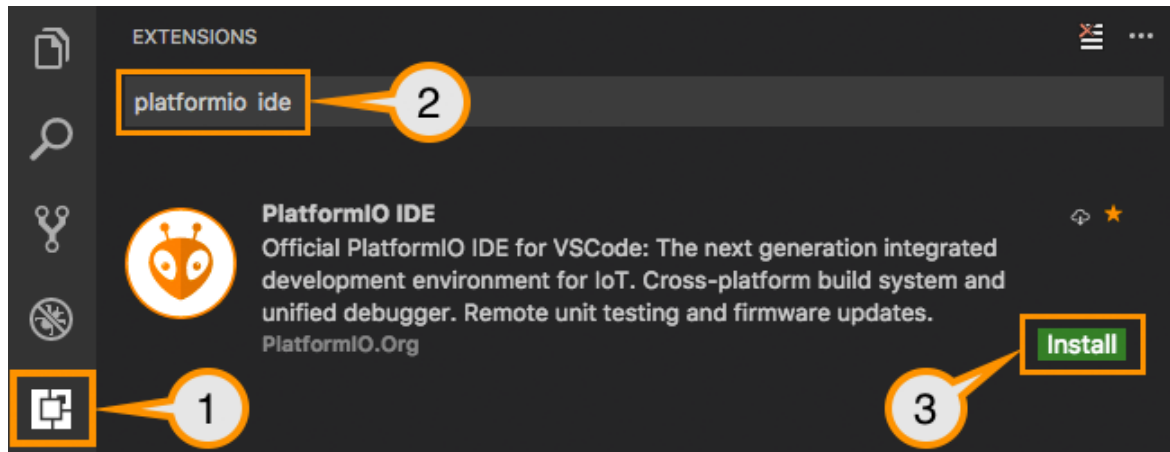 EXTENSIONS
platformio ide
2
PlatformIO IDE
Official PlatformIO IDE for VSCode: The next generation integrated
development environment for IoT. Cross-platform build system and
unified debugger. Remote unit testing and firmware updates.
PlatformIO.Org
Install
1
3